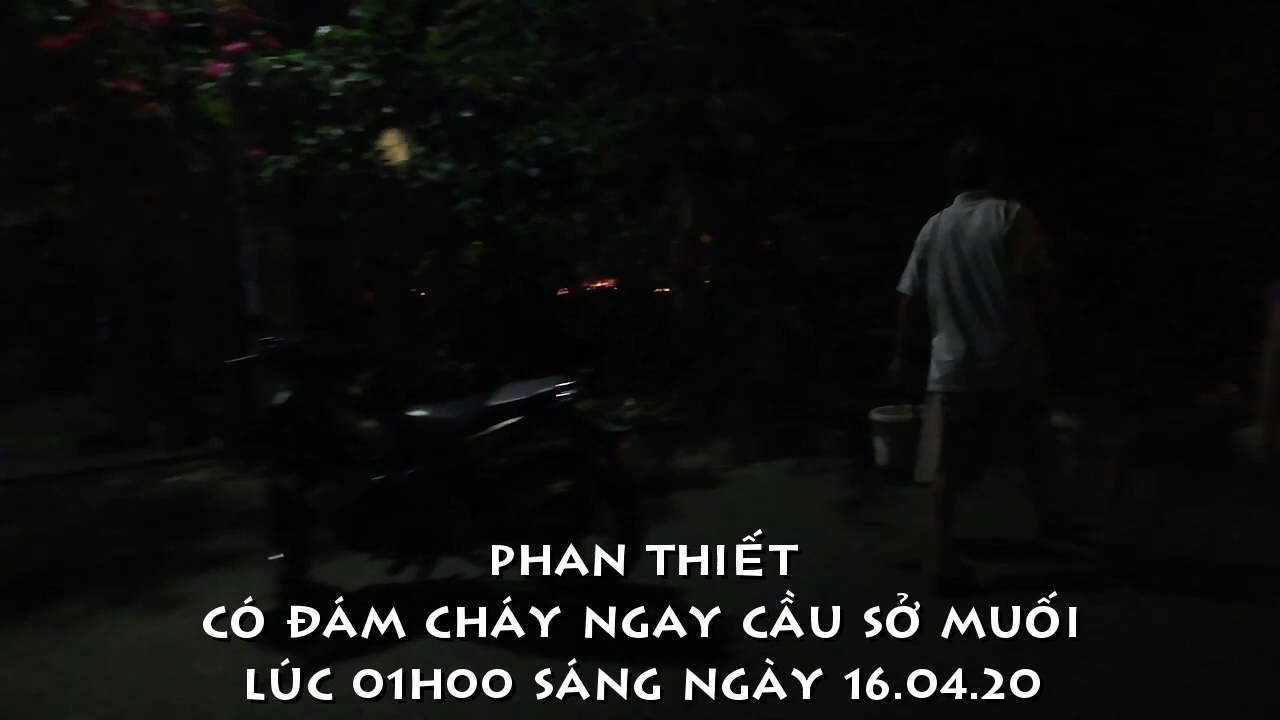 PHAN THIẾT
CÓ ĐÁM CHÁY NGAY CẦU SỞ MUỐI
LÚC 01H00 SÁNG NGÀY 16.04.20